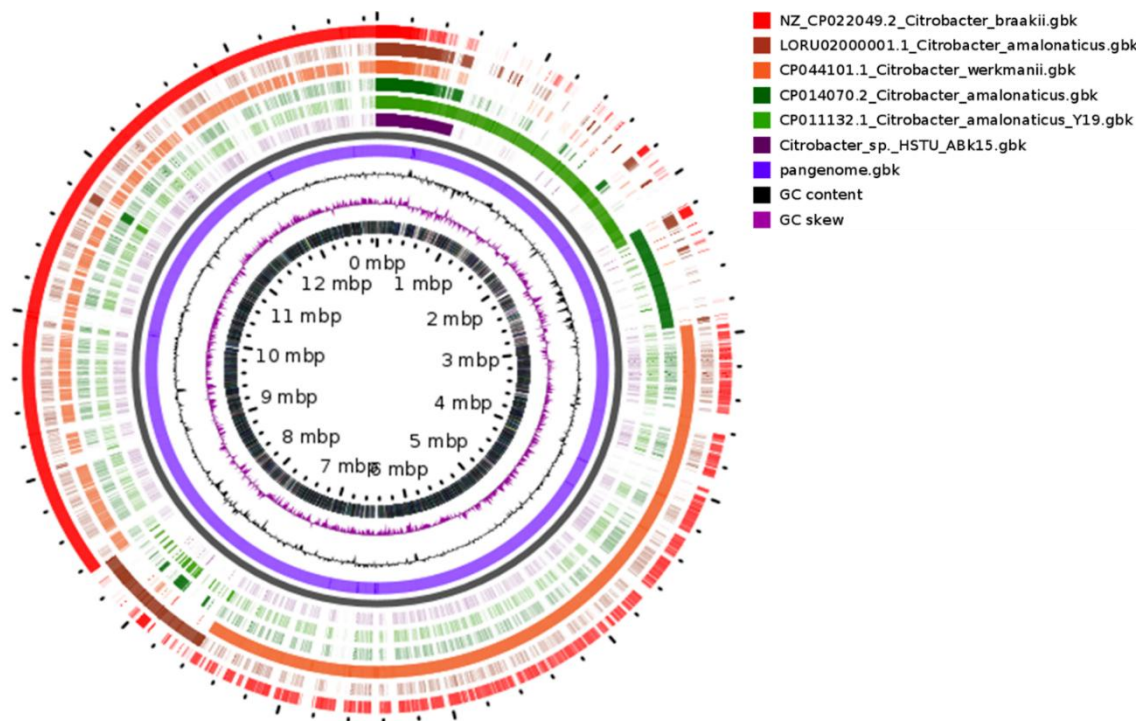 NZ_CP022049.2_Citrobacter_braakii.gbk
LORU02000001.1_Citrobacter_amalonaticus.gbk
CP044101.1_Citrobacter_werkmanii.gbk
CP014070.2_Citrobacter_amalonaticus.gbk
CP011132.1_Citrobacter_amalonaticus_Y19.gbk
Citrobacter_sp._HSTU_ABk15.gbk
pangenome.gbk
GC content
GC skew
0 mbp
1 mbp
2 mbp
3 mbp
4 mbp
5 mbp
6 mbp
7 mbp
8 mbp
9 mbp
10 mbp
11 mbp
12 mbp